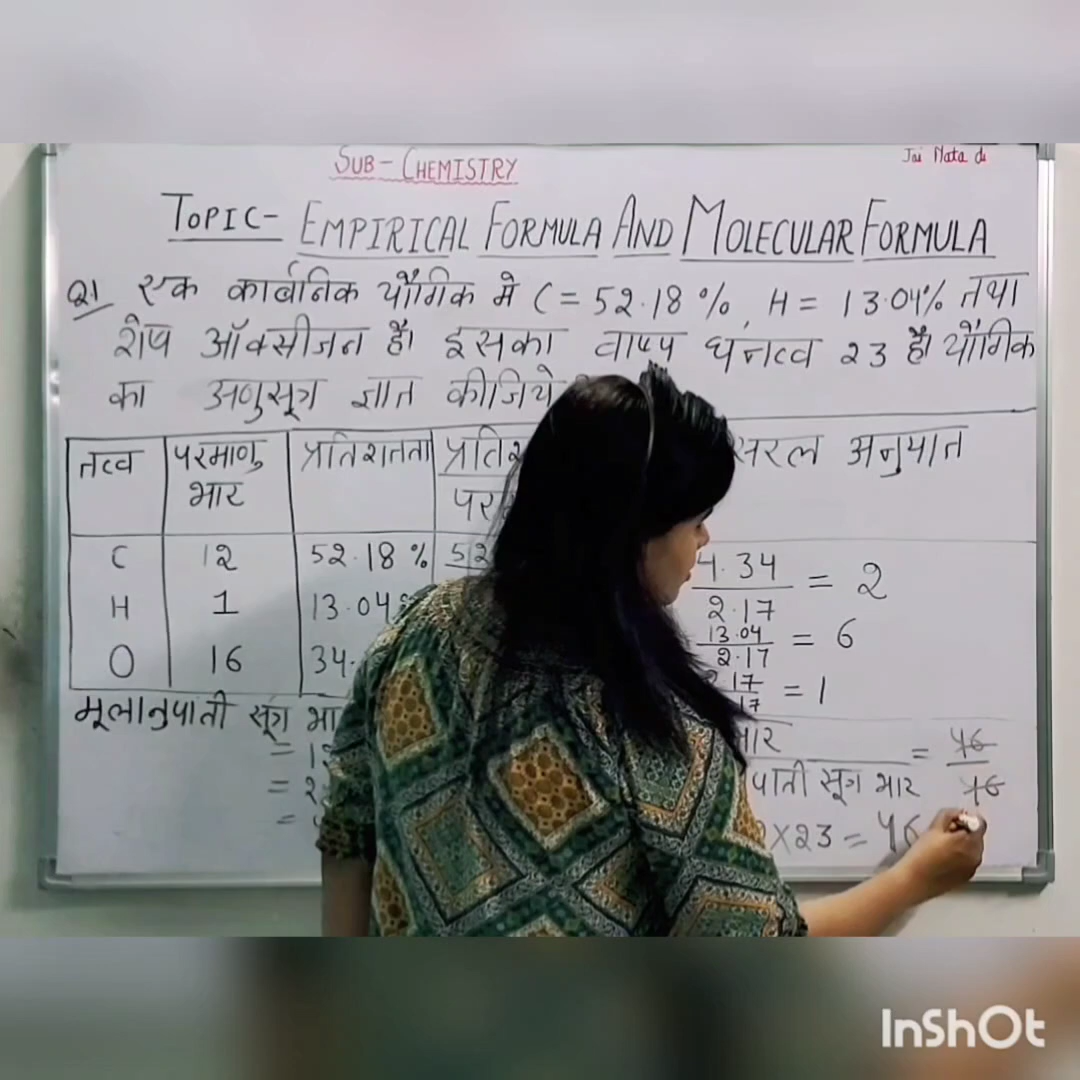 SUB - CHEMISTRY
Jai Mata di
TOPIC - EMPIRICAL FORMULA AND MOLECULAR FORMULA
Q1 एक कार्बनिक यौगिक मे C = 52.18 %, H = 13.04% तथा
शेष ऑक्सीजन है। इसका वाष्प घनत्व 23 है। यौगिक
का अणुसूत्र ज्ञात कीजिये
तत्व परमाणु भार प्रतिशतता सरल अनुपात
C 12 52.18 % 4.34 / 2.17 = 2
H 1 13.04 13.04 / 2.17 = 6
O 16 34. = 1
मूलानुपाती सूत्र
= 46 / 46
सूत्र भार
×23 = 46
InShOt